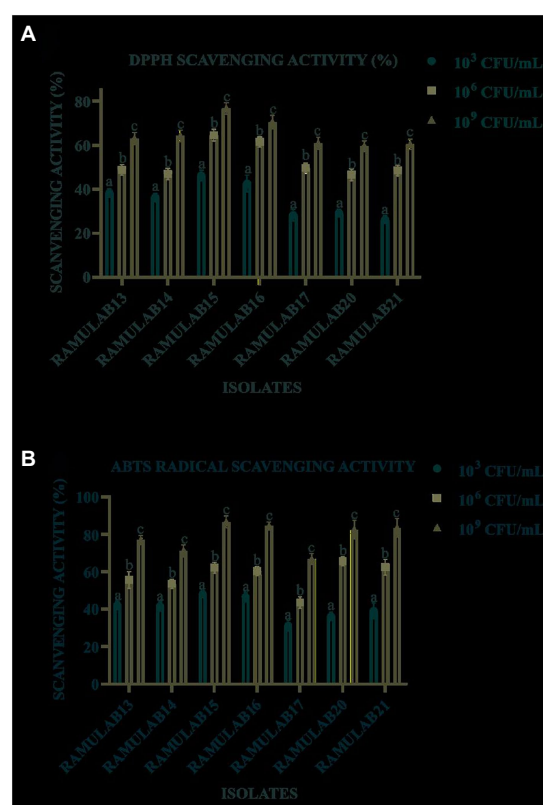 A
DPPH SCAVENGING ACTIVITY (%)
10³ CFU/mL
10⁶ CFU/mL
10⁹ CFU/mL
SCANVENGING ACTIVITY (%)
80
60
40
20
0
a b c a b c a b c a b c a b c a b c a b c
RAMULAB13
RAMULAB14
RAMULAB15
RAMULAB16
RAMULAB17
RAMULAB20
RAMULAB21
ISOLATES
B
ABTS RADICAL SCAVENGING ACTIVITY
10³ CFU/mL
10⁶ CFU/mL
10⁹ CFU/mL
SCANVENGING ACTIVITY (%)
100
80
60
40
20
0
a b c a b c a b c a b c a b c a b c a b c
RAMULAB13
RAMULAB14
RAMULAB15
RAMULAB16
RAMULAB17
RAMULAB20
RAMULAB21
ISOLATES